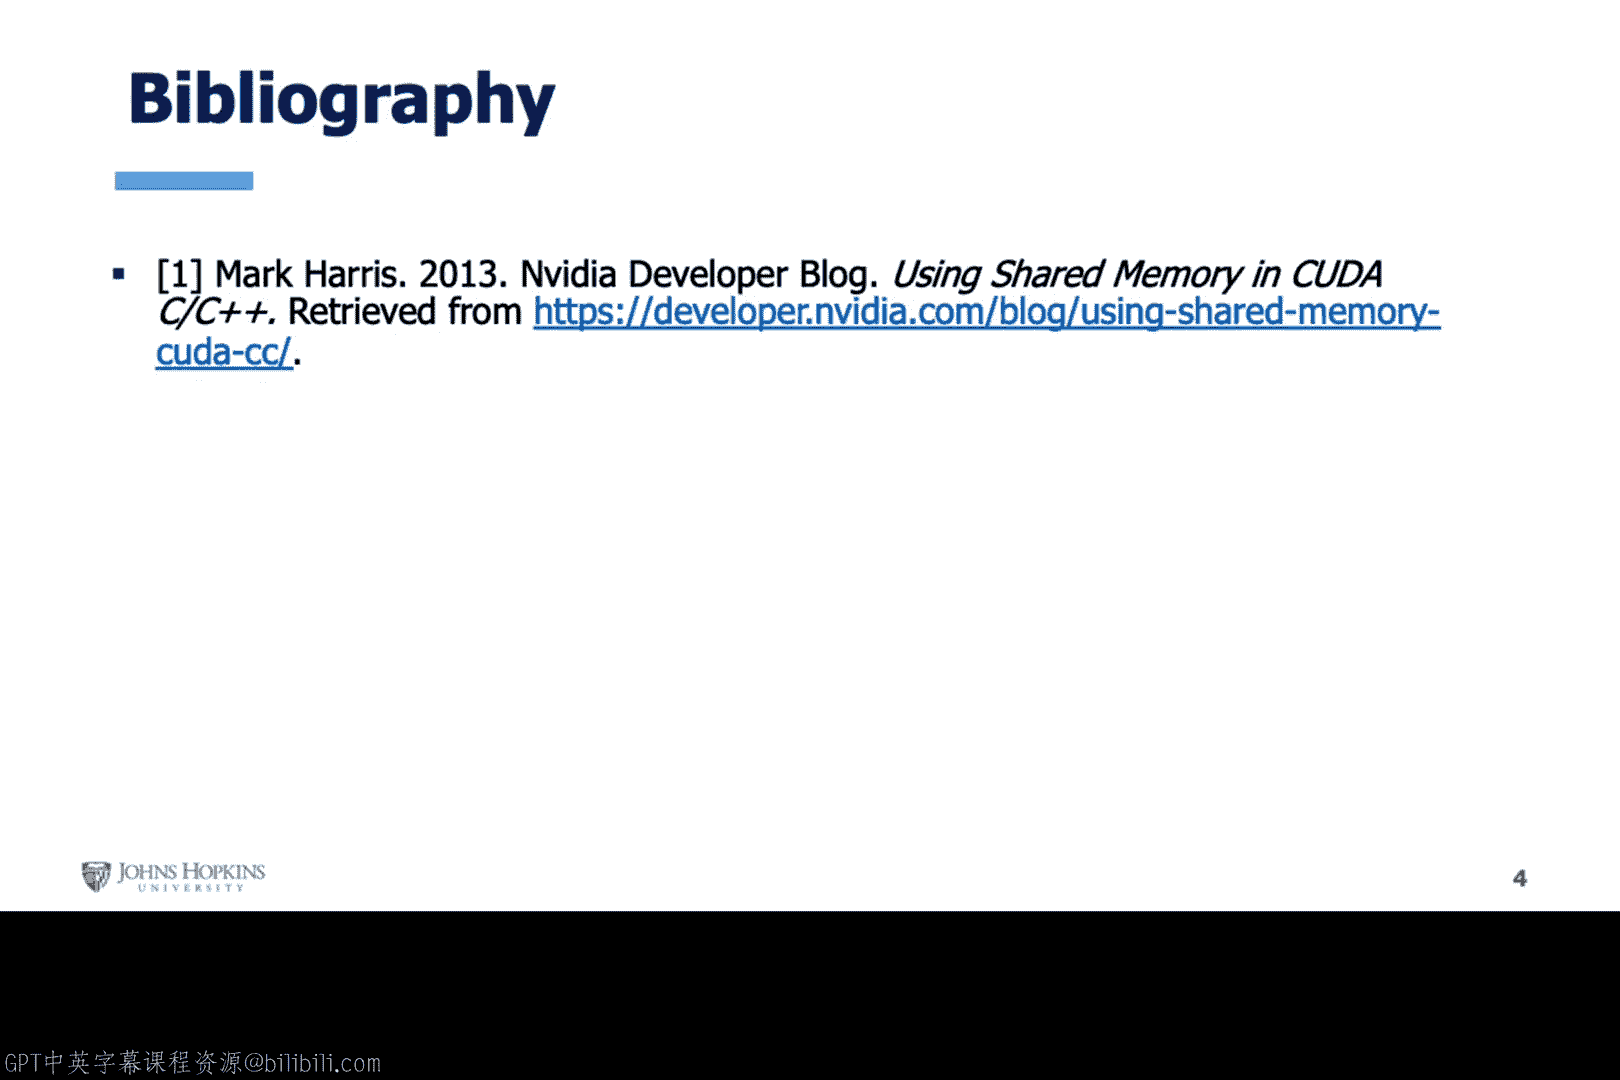 Bibliography
▪ [1] Mark Harris. 2013. Nvidia Developer Blog. Using Shared Memory in CUDA
C/C++. Retrieved from https://developer.nvidia.com/blog/using-shared-memory-
cuda-cc/.
JOHNS HOPKINS
UNIVERSITY
4
GPT中英字幕课程资源@bilibili.com